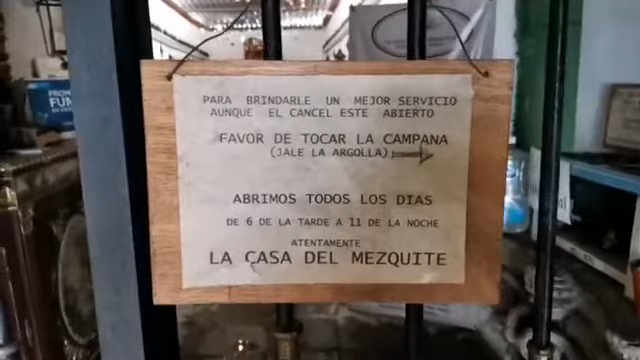 PARA BRINDARLE UN MEJOR SERVICIO
AUNQUE EL CANCEL ESTE ABIERTO
FAVOR DE TOCAR LA CAMPANA
(JALE LA ARGOLLA)
ABRIMOS TODOS LOS DIAS
DE 6 DE LA TARDE A 11 DE LA NOCHE
ATENTAMENTE
LA CASA DEL MEZQUITE